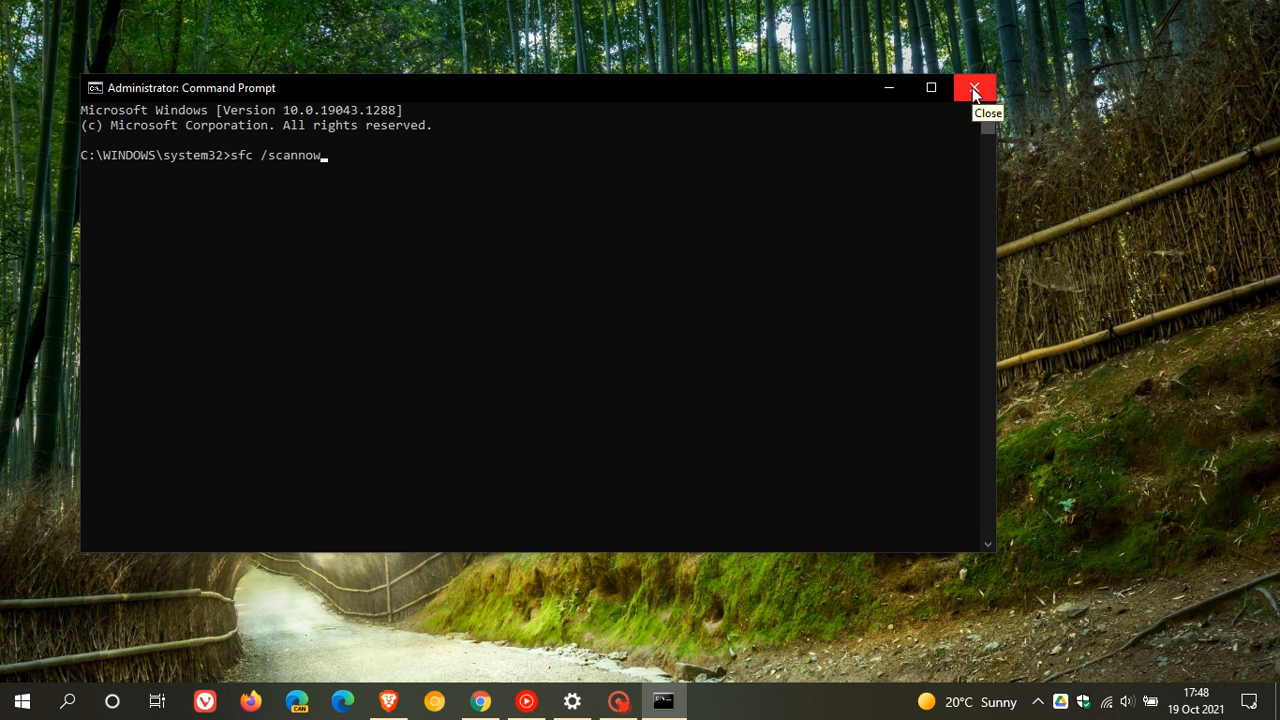 Administrator: Command Prompt
Close
Microsoft Windows [Version 10.0.19043.1288]
(c) Microsoft Corporation. All rights reserved.
C:\WINDOWS\system32>sfc /scannow
CAN
20°C Sunny
17:48
19 Oct 2021